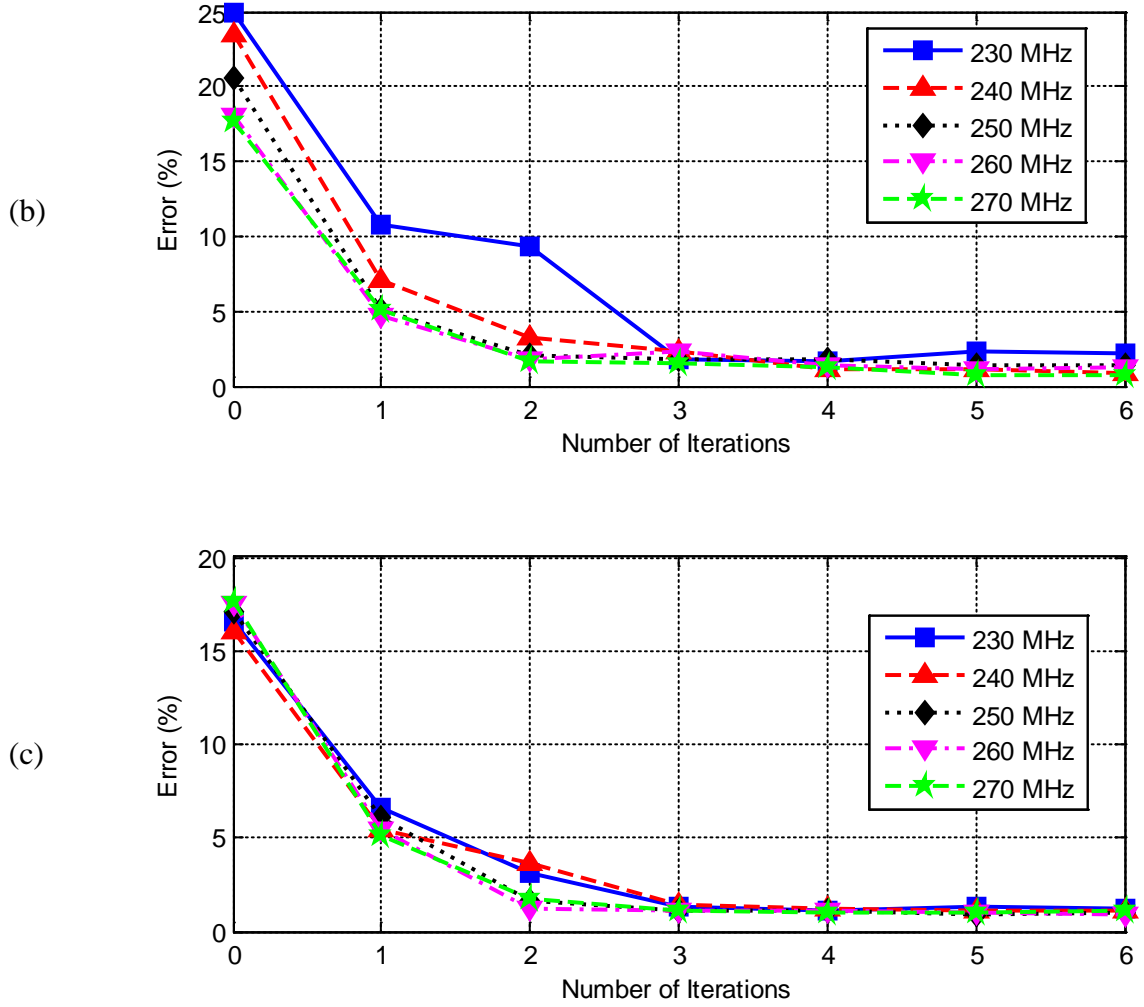 (b)
Error (%)
25
20
15
10
5
0
0 1 2 3 4 5 6
Number of Iterations
230 MHz
240 MHz
250 MHz
260 MHz
270 MHz
(c)
Error (%)
20
15
10
5
0
0 1 2 3 4 5 6
Number of Iterations
230 MHz
240 MHz
250 MHz
260 MHz
270 MHz